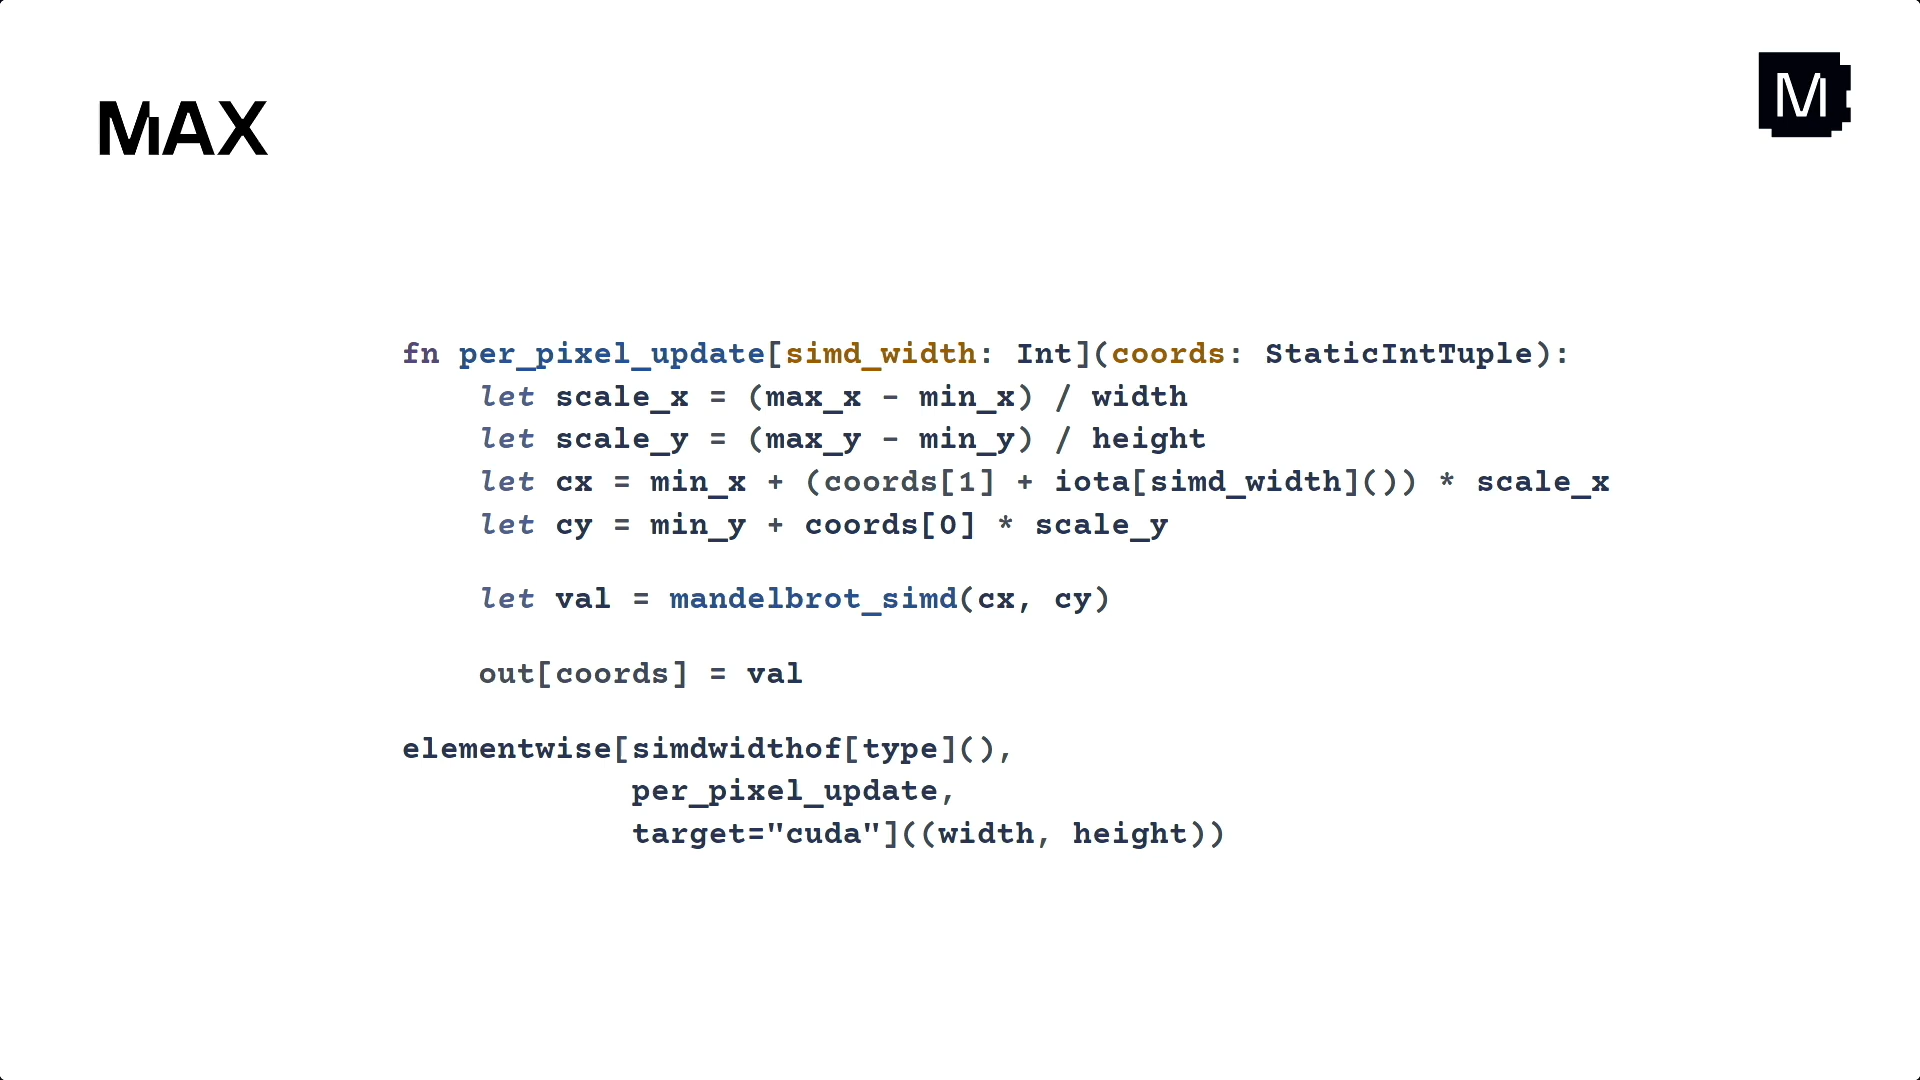 MAX
M
fn per_pixel_update[simd_width: Int](coords: StaticIntTuple):
    let scale_x = (max_x - min_x) / width
    let scale_y = (max_y - min_y) / height
    let cx = min_x + (coords[1] + iota[simd_width]()) * scale_x
    let cy = min_y + coords[0] * scale_y
    let val = mandelbrot_simd(cx, cy)
    out[coords] = val
elementwise[simdwidthof[type](),
            per_pixel_update,
            target="cuda"]((width, height))